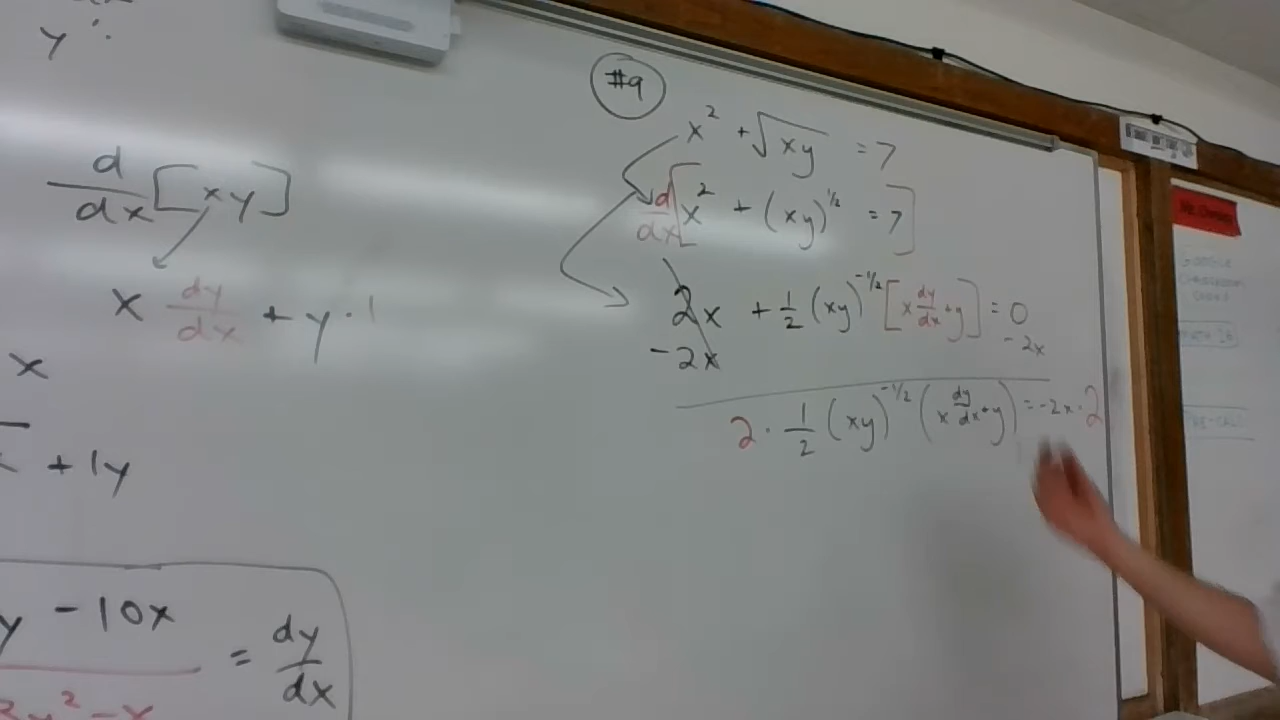 y
d/dx [xy]
x dy/dx + y · 1
x
+ 1y
y - 10x
= dy/dx
3y² - x
#9
x² + √xy = 7
d/dx [x² + (xy)^1/2 = 7]
2x + 1/2 (xy)^-1/2 [x dy/dx + y] = 0
-2x - 2x
2 · 1/2 (xy)^-1/2 (x dy/dx + y) = -2x · 2